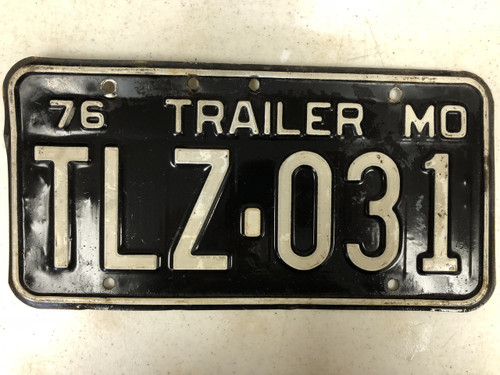 76 TRAILER MO
TLZ-031